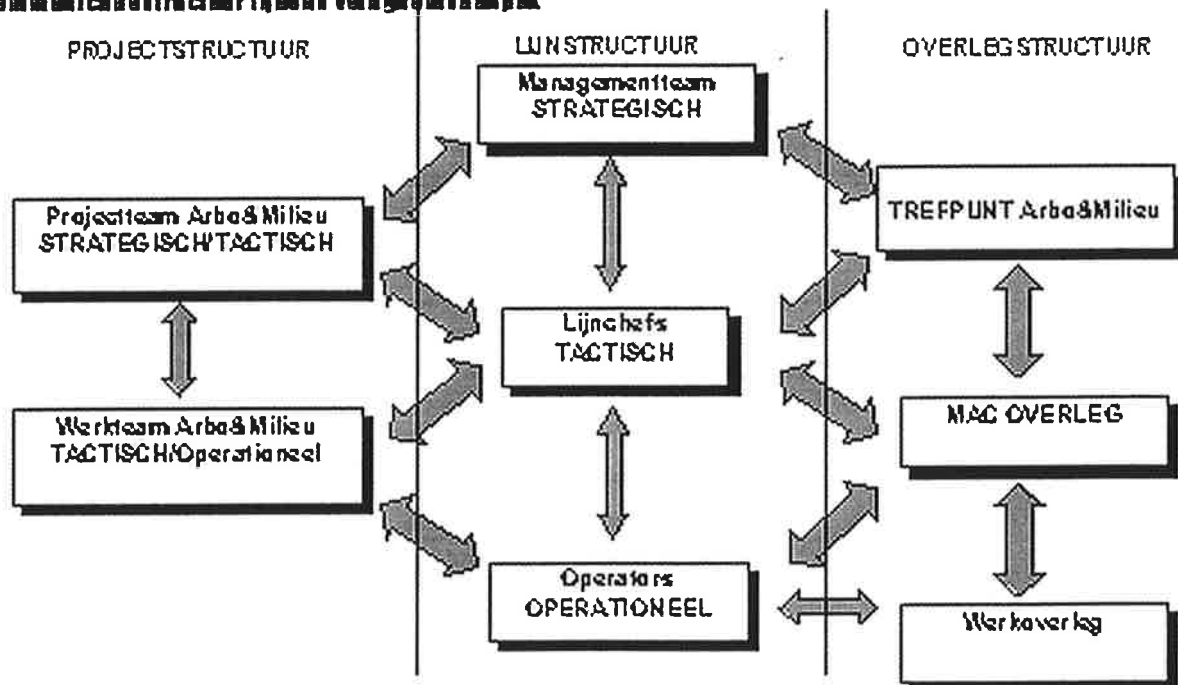 PROJECTSTRUCTUUR
LIJNSTRUCTUUR
OVERLEGSTRUCTUUR
Managementteam
STRATEGISCH
Projectteam Arbo&Milieu
STRATEGISCH/TACTISCH
TREFPUNT Arbo&Milieu
Lijnchefs
TACTISCH
Werkteam Arbo&Milieu
TACTISCH/Operationeel
MAC OVERLEG
Operators
OPERATIONEEL
Werkoverleg